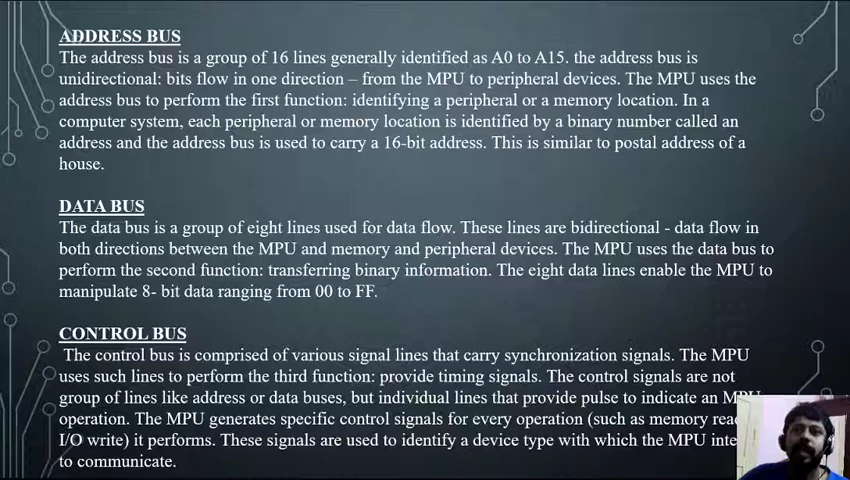 ADDRESS BUS
The address bus is a group of 16 lines generally identified as A0 to A15. the address bus is
unidirectional: bits flow in one direction – from the MPU to peripheral devices. The MPU uses the
address bus to perform the first function: identifying a peripheral or a memory location. In a
computer system, each peripheral or memory location is identified by a binary number called an
address and the address bus is used to carry a 16-bit address. This is similar to postal address of a
house.
DATA BUS
The data bus is a group of eight lines used for data flow. These lines are bidirectional - data flow in
both directions between the MPU and memory and peripheral devices. The MPU uses the data bus to
perform the second function: transferring binary information. The eight data lines enable the MPU to
manipulate 8- bit data ranging from 00 to FF.
CONTROL BUS
The control bus is comprised of various signal lines that carry synchronization signals. The MPU
uses such lines to perform the third function: provide timing signals. The control signals are not
group of lines like address or data buses, but individual lines that provide pulse to indicate an MPU
operation. The MPU generates specific control signals for every operation (such as memory
I/O write) it performs. These signals are used to identify a device type with which the MPU
to communicate.